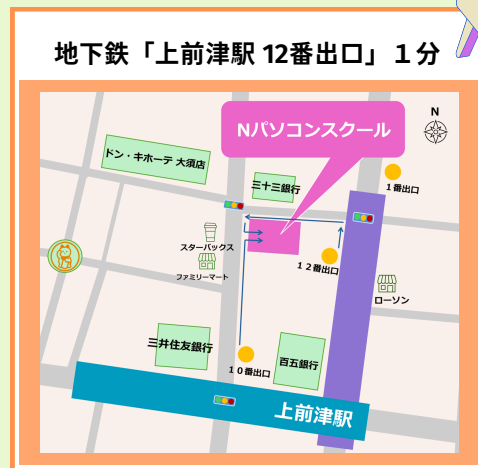 地下鉄「上前津駅 12番出口」１分
N
Nパソコンスクール
ドン・キホーテ 大須店
三十三銀行
１番出口
スターバックス
ファミリーマート
１２番出口
ローソン
三井住友銀行
１０番出口
百五銀行
上前津駅